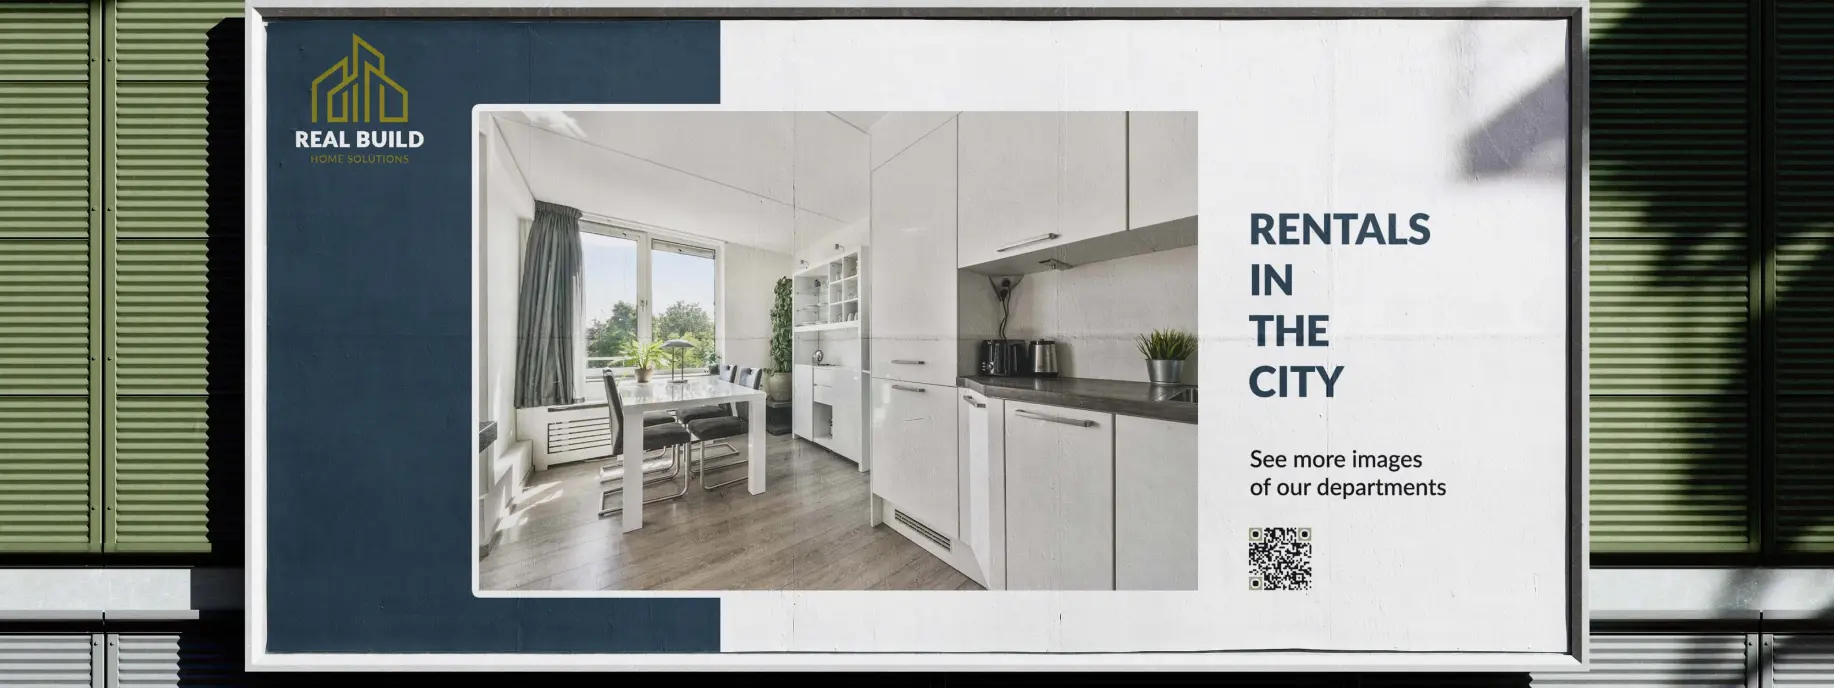 REAL BUILD
HOME SOLUTIONS
RENTALS
IN
THE
CITY
See more images
of our departments